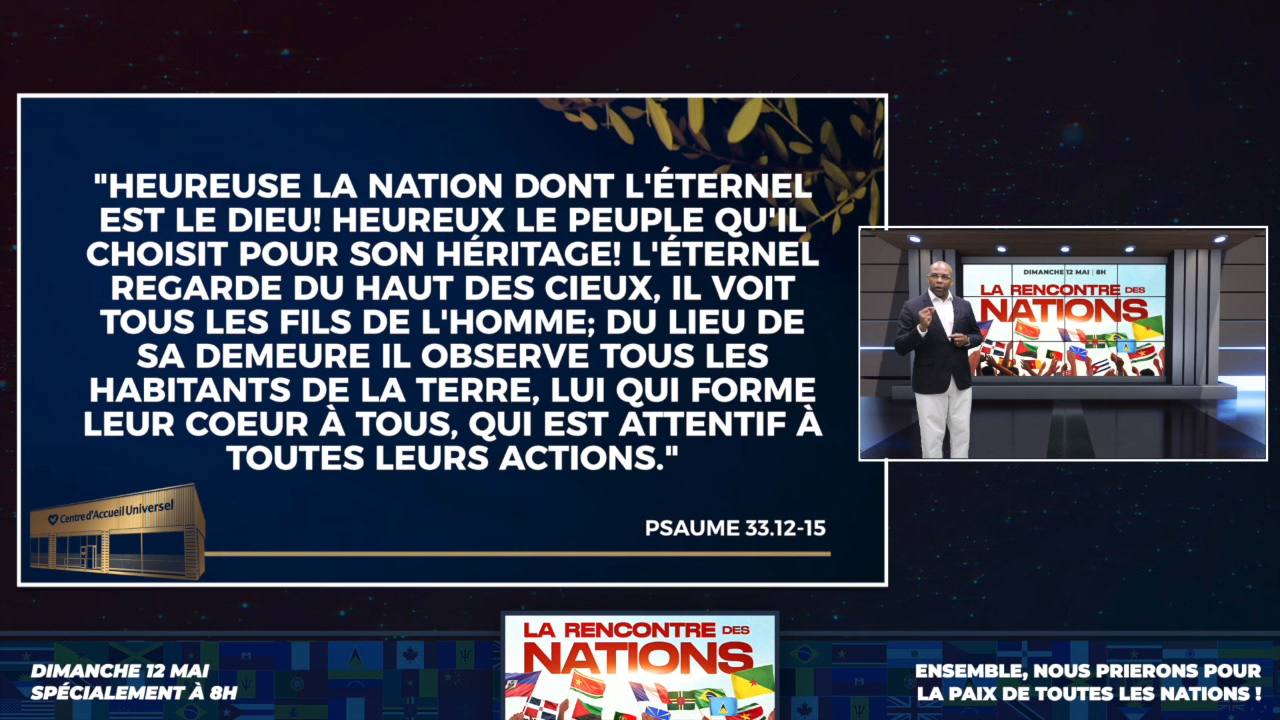 "HEUREUSE LA NATION DONT L'ÉTERNEL
EST LE DIEU! HEUREUX LE PEUPLE QU'IL
CHOISIT POUR SON HÉRITAGE! L'ÉTERNEL
REGARDE DU HAUT DES CIEUX, IL VOIT
TOUS LES FILS DE L'HOMME; DU LIEU DE
SA DEMEURE IL OBSERVE TOUS LES
HABITANTS DE LA TERRE, LUI QUI FORME
LEUR COEUR À TOUS, QUI EST ATTENTIF À
TOUTES LEURS ACTIONS."
PSAUME 33.12-15
Centre d'Accueil Universel
DIMANCHE 12 MAI | 8H
LA RENCONTRE DES
NATIONS
LA RENCONTRE DES
NATIONS
DIMANCHE 12 MAI
SPÉCIALEMENT À 8H
ENSEMBLE, NOUS PRIERONS POUR
LA PAIX DE TOUTES LES NATIONS !